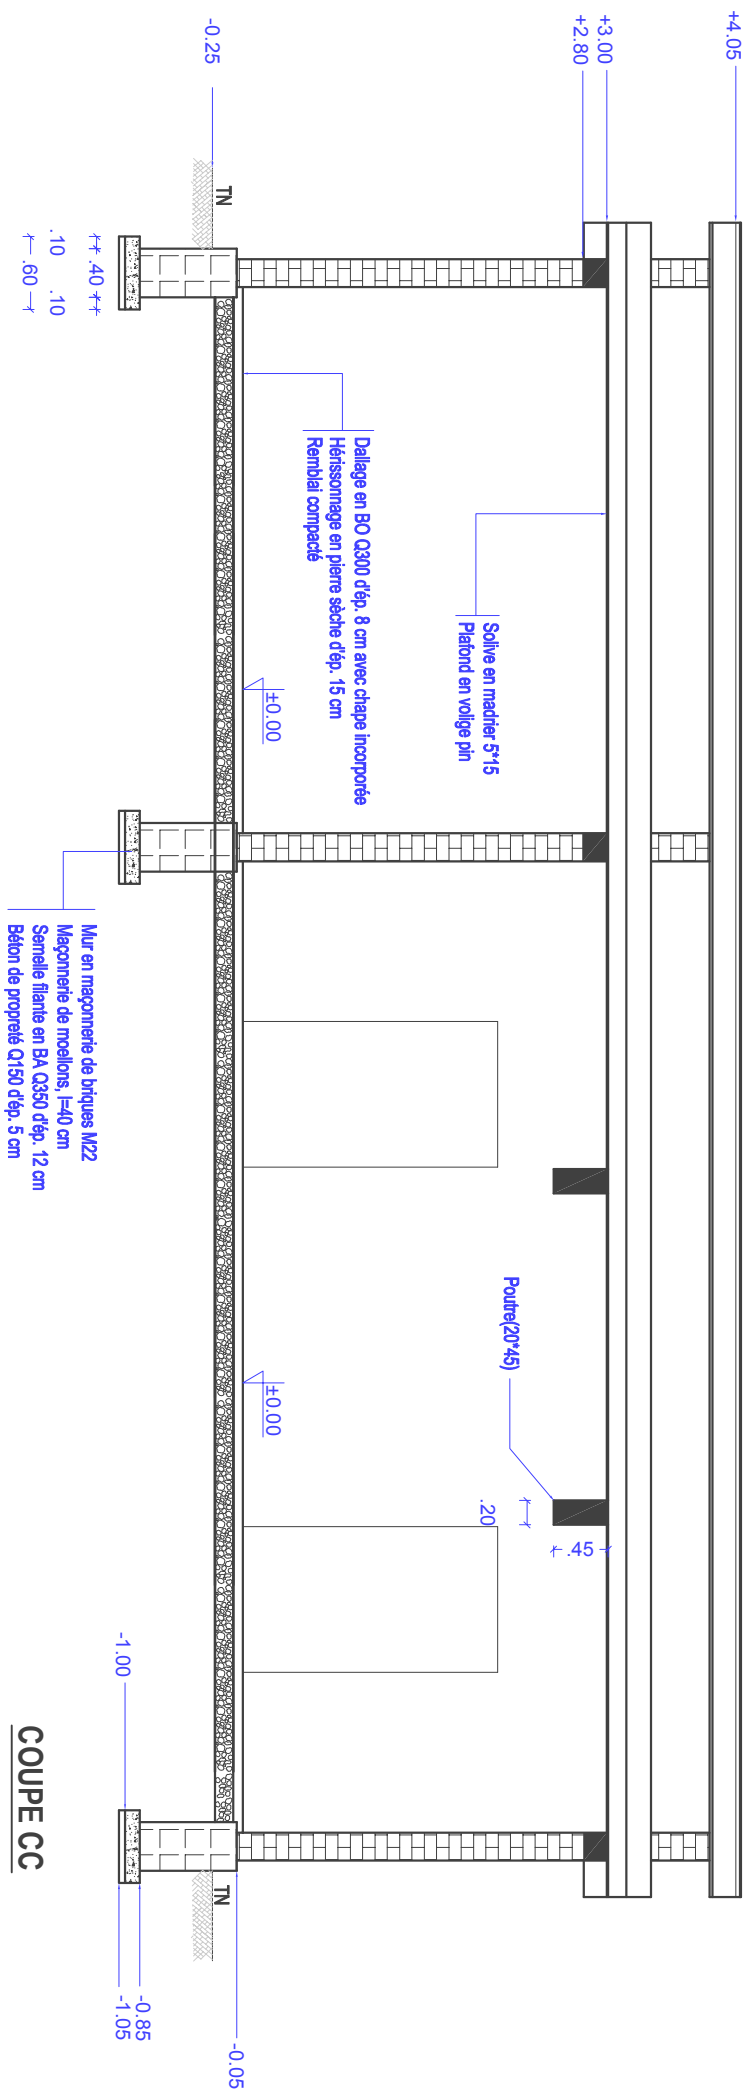 +4.05
+3.00
+2.80
-0.25
TN
Solive en madrier 5*15
Plafond en volige pin
Poutre(20*45)
.20
.45
Dallage en BO Q300 d'ép. 8 cm avec chape incorporée
Hérissonnage en pierre sèche d'ép. 15 cm
Remblai compacté
±0.00
±0.00
TN
-0.05
-0.85
-1.05
-1.00
.40
.10 .10
.60
Mur en maçonnerie de briques M22
Maçonnerie de moellons, l=40 cm
Semelle filante en BA Q350 d'ép. 12 cm
Béton de propreté Q150 d'ép. 5 cm
COUPE CC